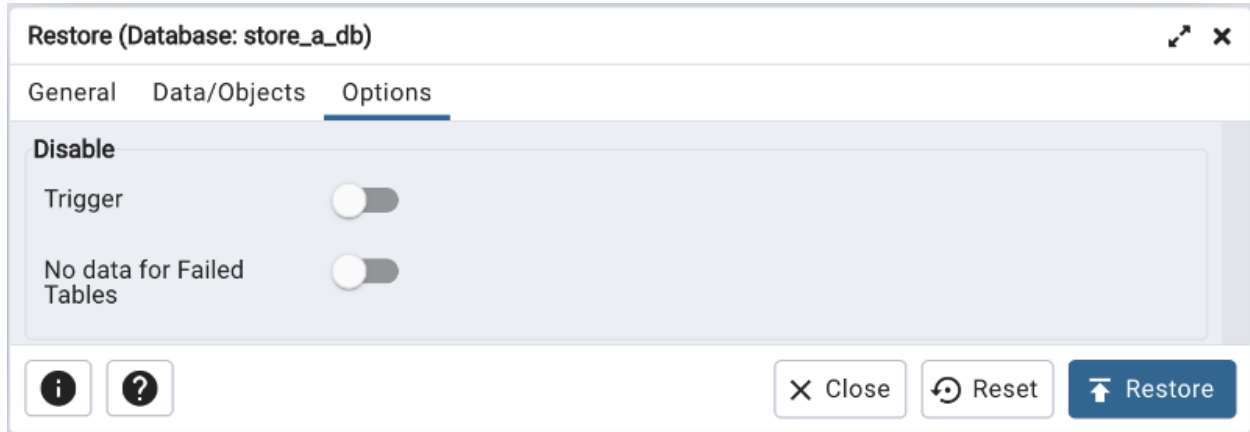 Restore (Database: store_a_db)
General Data/Objects Options
Disable
Trigger
No data for Failed
Tables
Close Reset Restore